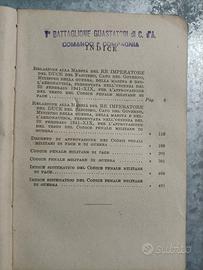 1° BATTAGLIONE GUASTATORI di C. d'A.
COMANDO COMPAGNIA
INDICE
RELAZIONE ALLA MAESTÀ DEL RE IMPERATORE
DEL DUCE DEL FASCISMO, CAPO DEL GOVERNO,
MINISTRO DELLA GUERRA, DELLA MARINA E DEL-
L'AERONAUTICA, PRESENTATA NELL'UDIENZA DEL
20 FEBBRAIO 1941-XIX, PER L'APPROVAZIONE
DEL TESTO DEL CODICE PENALE MILITARE DI
PACE Pag.
RELAZIONE ALLA MAESTÀ DEL RE IMPERATORE
DEL DUCE DEL FASCISMO, CAPO DEL GOVERNO,
MINISTRO DELLA GUERRA, DELLA MARINA E DEL-
L'AERONAUTICA, PRESENTATA NELL'UDIENZA DEL
20 FEBBRAIO 1941-XIX, PER L'APPROVAZIONE
DEL TESTO DEL CODICE PENALE MILITARE
DI GUERRA
DECRETO DI APPROVAZIONE DEI CODICI PENALI
MILITARI DI PACE E DI GUERRA
CODICE PENALE MILITARE DI PACE
CODICE PENALE MILITARE DI GUERRA
INDICE SISTEMATICO DEL CODICE PENALE MILITARE
DI PACE
INDICE SISTEMATICO DEL CODICE PENALE MILITARE
DI GUERRA
subito.it